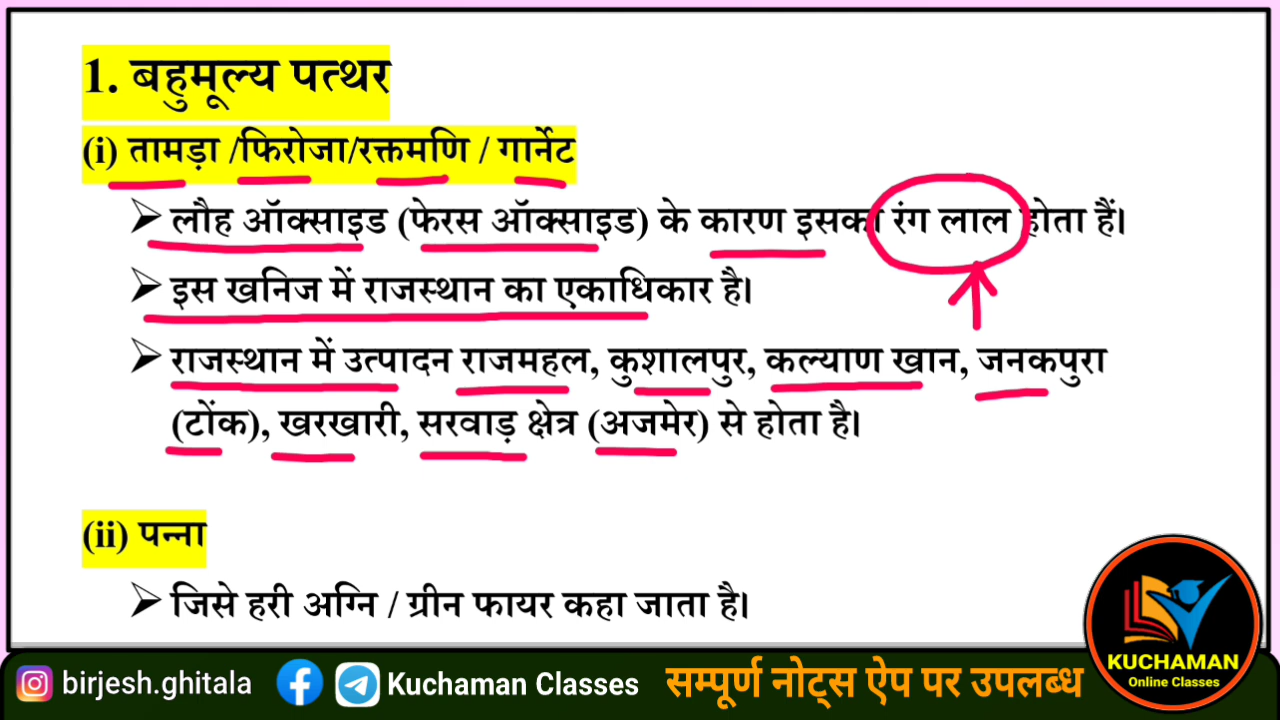 1. बहुमूल्य पत्थर
(i) तामड़ा /फिरोजा/रक्तमणि / गार्नेट
➢ लौह ऑक्साइड (फेरस ऑक्साइड) के कारण इसका रंग लाल होता हैं।
➢ इस खनिज में राजस्थान का एकाधिकार है।
➢ राजस्थान में उत्पादन राजमहल, कुशालपुर, कल्याण खान, जनकपुरा
(टोंक), खरखारी, सरवाड़ क्षेत्र (अजमेर) से होता है।
(ii) पन्ना
➢ जिसे हरी अग्नि / ग्रीन फायर कहा जाता है।
KUCHAMAN
Online Classes
birjesh.ghitala Kuchaman Classes सम्पूर्ण नोट्स ऐप पर उपलब्ध